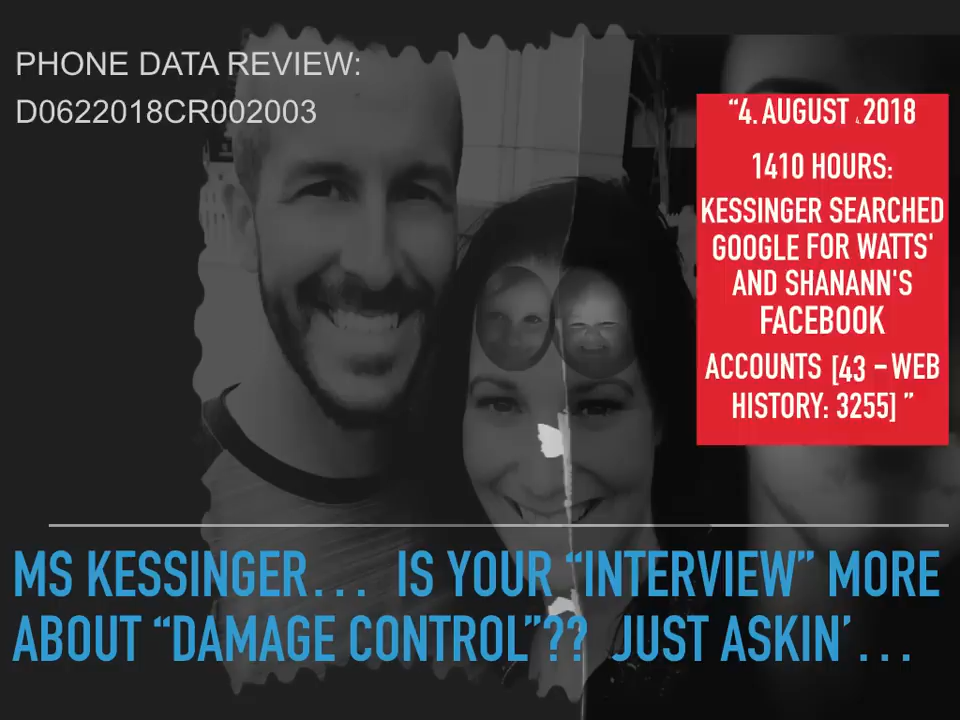 PHONE DATA REVIEW:
D0622018CR002003
“4. AUGUST .2018
1410 HOURS:
KESSINGER SEARCHED
GOOGLE FOR WATTS'
AND SHANANN'S
FACEBOOK
ACCOUNTS [43 – WEB
HISTORY: 3255] ”
MS KESSINGER... IS YOUR “INTERVIEW” MORE
ABOUT “DAMAGE CONTROL”?? JUST ASKIN’...